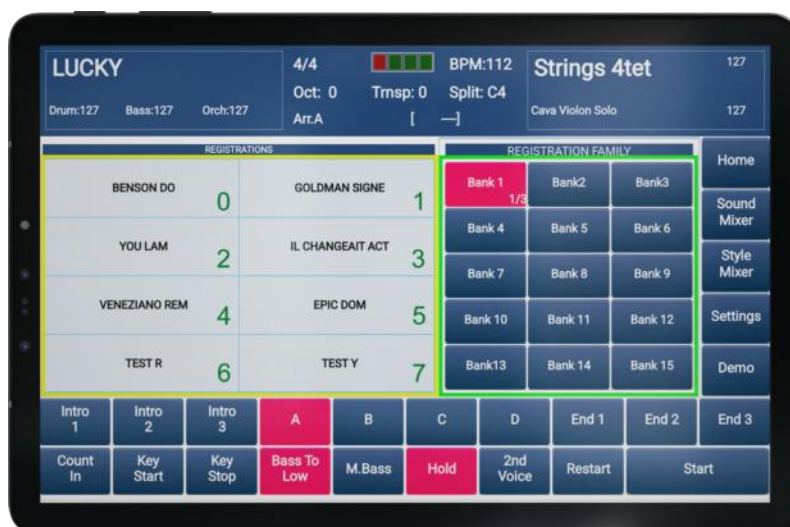 LUCKY
Drum:127 Bass:127 Orch:127
4/4 BPM:112
Oct: 0 Trnsp: 0 Split: C4
Arr.A [ ---]
Strings 4tet 127
Cava Violon Solo 127
REGISTRATIONS
BENSON DO 0
GOLDMAN SIGNE 1
YOU LAM 2
IL CHANGEAIT ACT 3
VENEZIANO REM 4
EPIC DOM 5
TEST R 6
TEST Y 7
REGISTRATION FAMILY
Bank 1 1/3
Bank2
Bank3
Bank 4
Bank 5
Bank 6
Bank 7
Bank 8
Bank 9
Bank 10
Bank 11
Bank 12
Bank13
Bank 14
Bank 15
Home
Sound
Mixer
Style
Mixer
Settings
Demo
Intro
1
Intro
2
Intro
3
A
B
C
D
End 1
End 2
End 3
Count
In
Key
Start
Key
Stop
Bass To
Low
M.Bass
Hold
2nd
Voice
Restart
Start